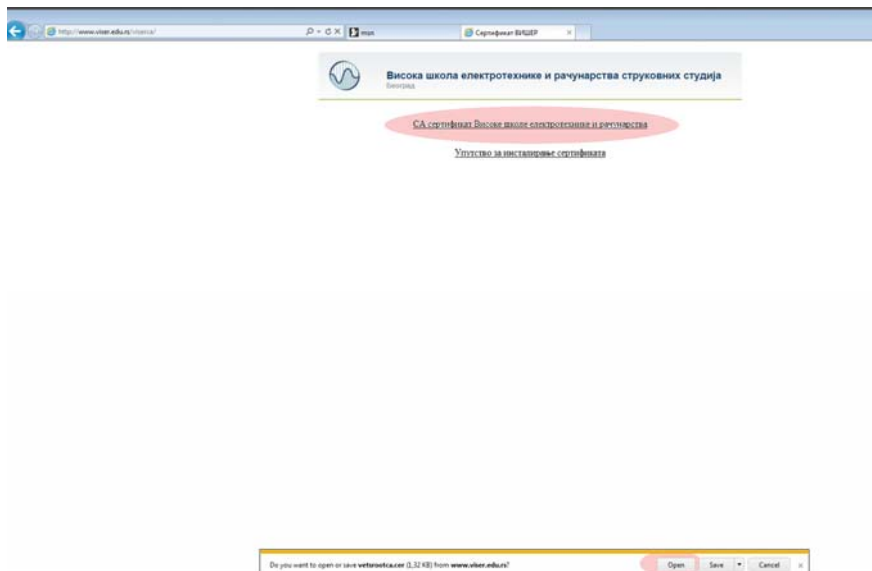 http://www.viser.edu.rs/viserca/
msn
Сертификат ВИШЕР
Висока школа електротехнике и рачунарства струковних студија
Београд
СА сертификат Високе школе електротехнике и рачунарства
Упутство за инсталирање сертификата
Do you want to open or save vetsrootca.cer (1,32 KB) from www.viser.edu.rs?
Open Save Cancel